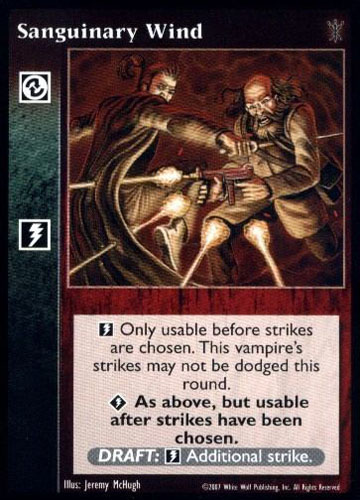 Sanguinary Wind
Only usable before strikes
are chosen. This vampire's
strikes may not be dodged this
round.
As above, but usable
after strikes have been
chosen.
DRAFT: Additional strike.
Illus: Jeremy McHugh ©2007 White Wolf Publishing, Inc. All Rights Reserved.